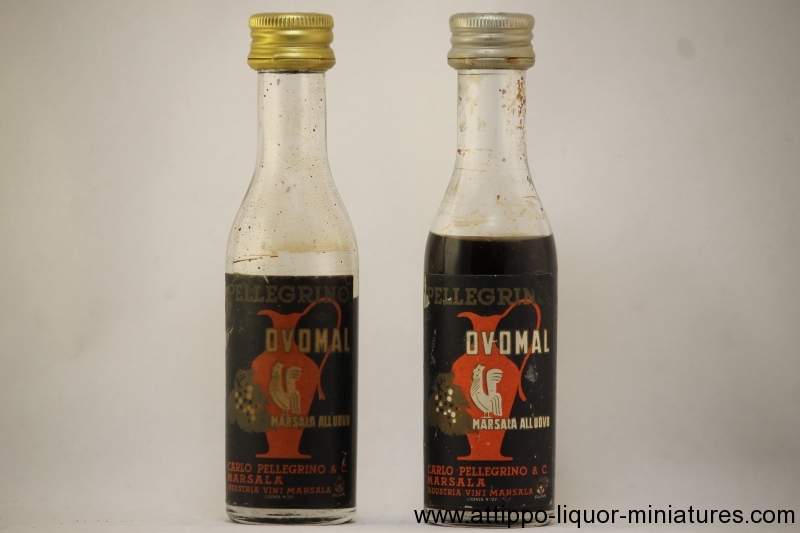 PELLEGRINO
OVOMAL
MARSALA ALL'UOVO
CARLO PELLEGRINO & C.
MARSALA
INDUSTRIA VINI MARSALA
PELLEGRIN
OVOMAL
MARSALA ALL'UOVO
CARLO PELLEGRINO & C.
MARSALA
INDUSTRIA VINI MARSALA
www.attippo-liquor-miniatures.com